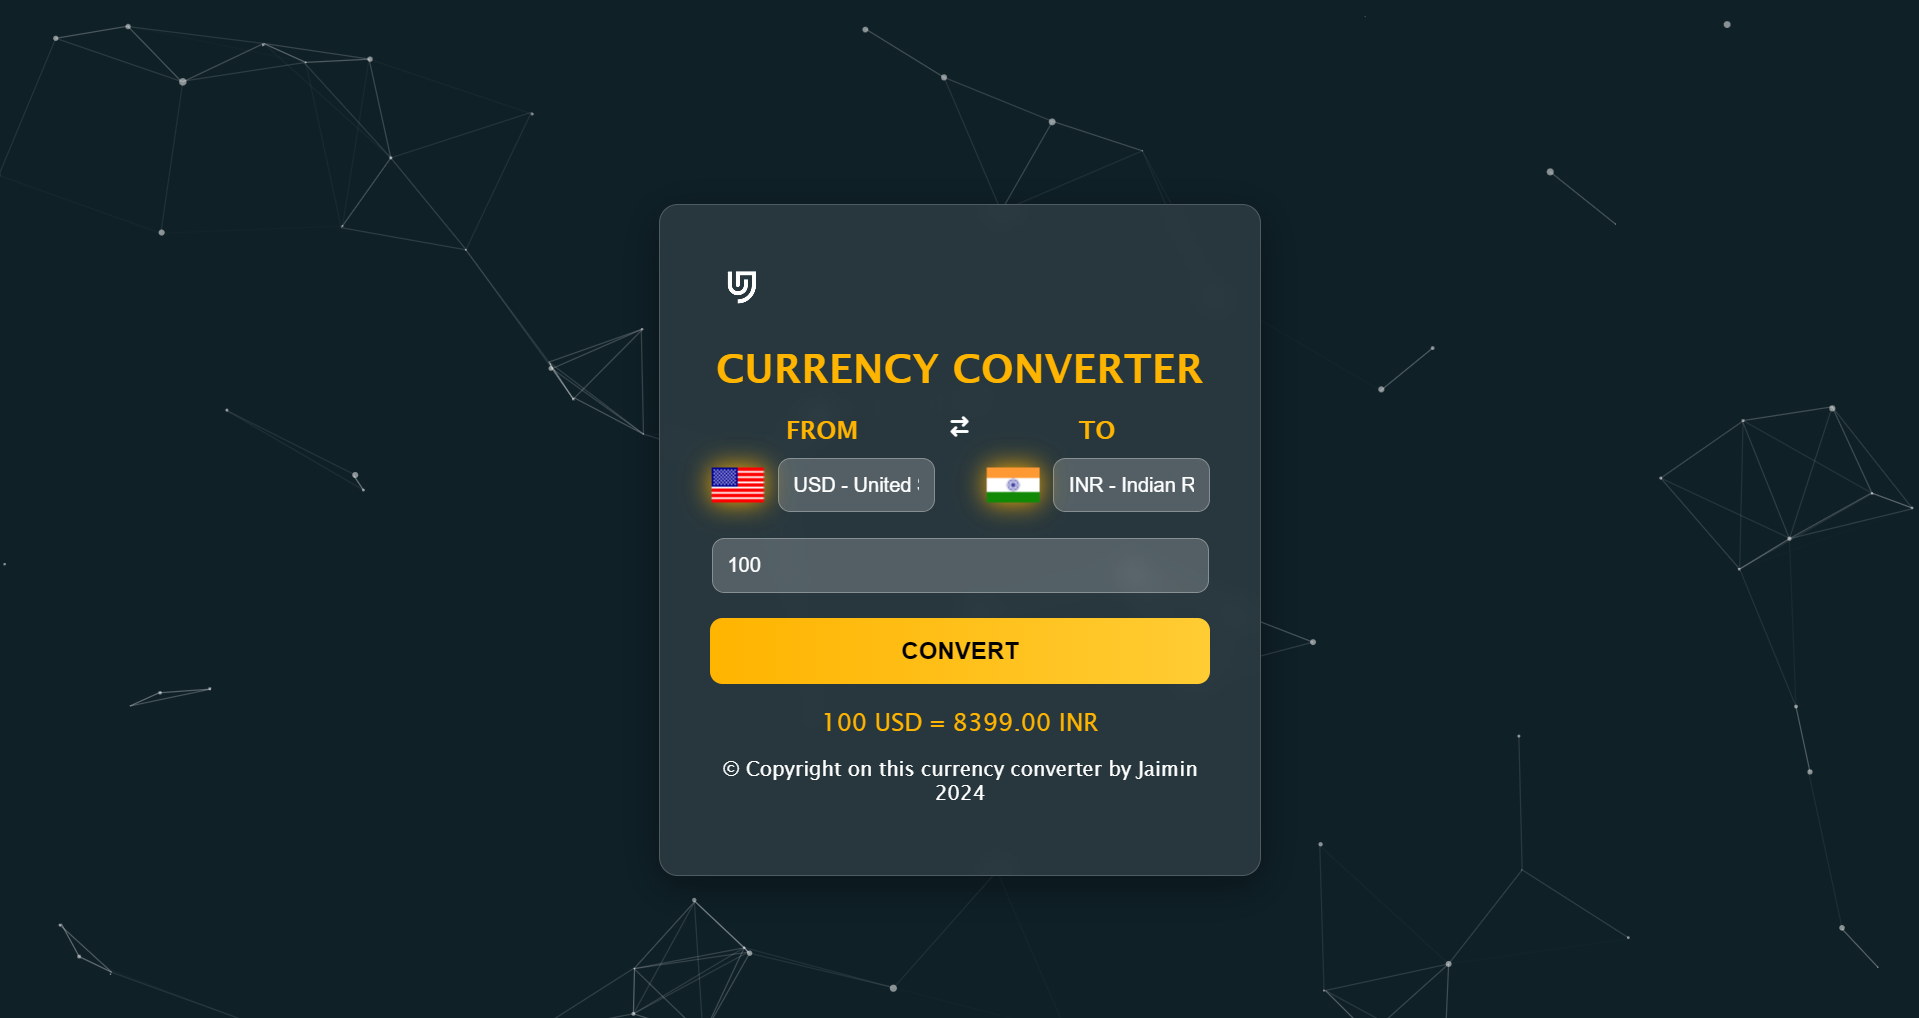 CURRENCY CONVERTER
FROM
TO
USD - United
INR - Indian R
100
CONVERT
100 USD = 8399.00 INR
© Copyright on this currency converter by Jaimin
2024